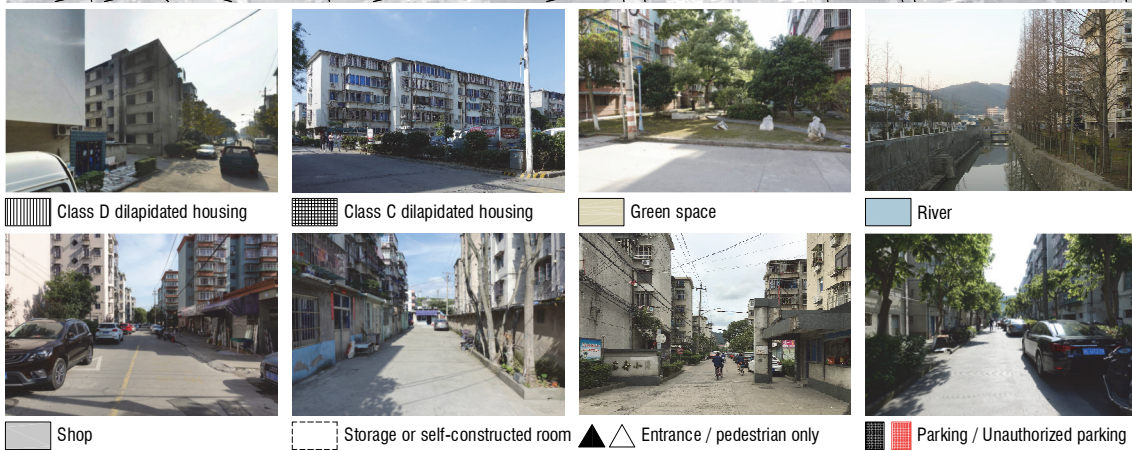 Class D dilapidated housing
Class C dilapidated housing
Green space
River
Shop
Storage or self-constructed room
Entrance / pedestrian only
Parking / Unauthorized parking